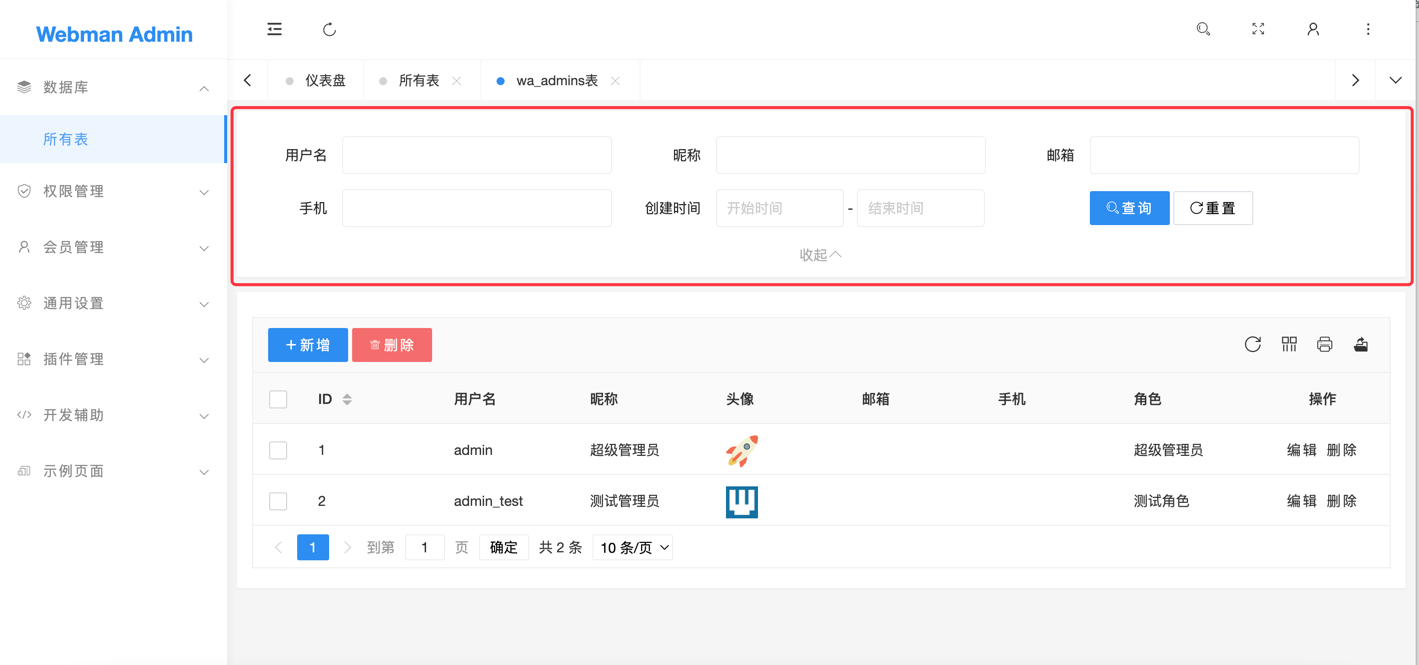 Webman Admin
数据库
所有表
权限管理
会员管理
通用设置
插件管理
开发辅助
示例页面
仪表盘 所有表 wa_admins表
用户名 昵称 邮箱
手机 创建时间 开始时间 - 结束时间 查询 重置
收起
新增 删除
ID 用户名 昵称 头像 邮箱 手机 角色 操作
1 admin 超级管理员 超级管理员 编辑 删除
2 admin_test 测试管理员 测试角色 编辑 删除
1 到第 1 页 确定 共 2 条 10 条/页